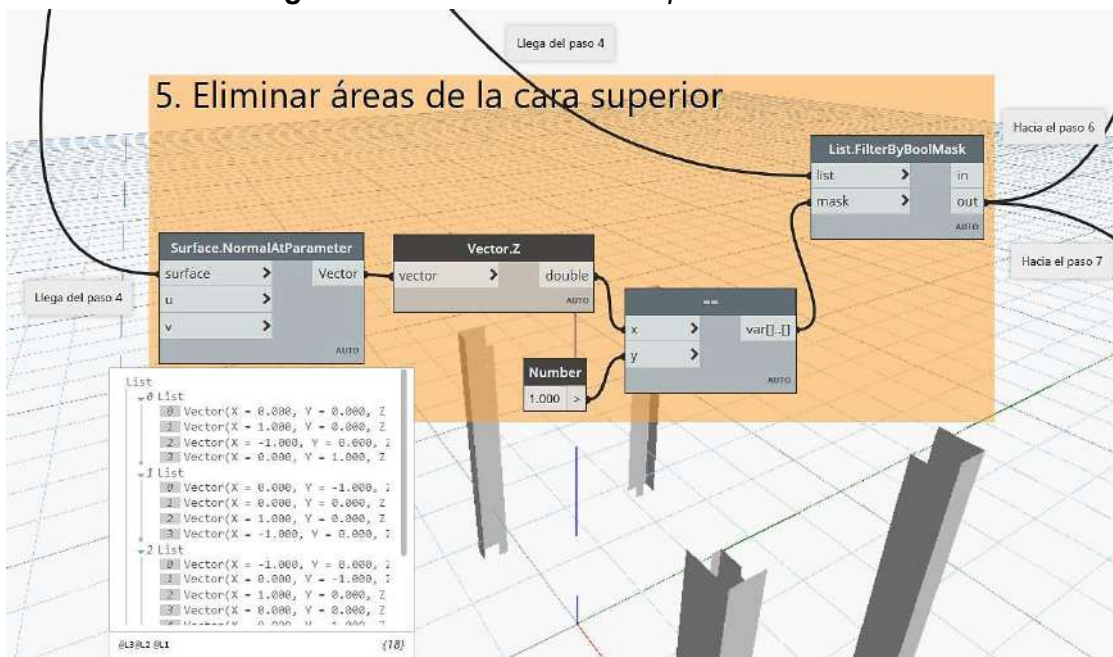 Llega del paso 4
5. Eliminar áreas de la cara superior
Hacia el paso 6
List.FilterByBoolMask
list > in
mask > out
AUTO
Surface.NormalAtParameter
surface > Vector
u >
v >
AUTO
Vector.Z
vector > double
AUTO
==
x > var[]..[]
y >
AUTO
Number
1.000 >
Hacia el paso 7
Llega del paso 4
List
0 List
0 Vector(X = 0.000, Y = 0.000, Z
1 Vector(X = 1.000, Y = 0.000, Z
2 Vector(X = -1.000, Y = 0.000, Z
3 Vector(X = 0.000, Y = 1.000, Z
1 List
0 Vector(X = 0.000, Y = -1.000,
1 Vector(X = 0.000, Y = 0.000, Z
2 Vector(X = 1.000, Y = 0.000, Z
3 Vector(X = -1.000, Y = 0.000,
2 List
0 Vector(X = -1.000, Y = 0.000,
1 Vector(X = 0.000, Y = -1.000,
2 Vector(X = 1.000, Y = 0.000, Z
3 Vector(X = 0.000, Y = 0.000, Z
@L3 @L2 @L1 {18}